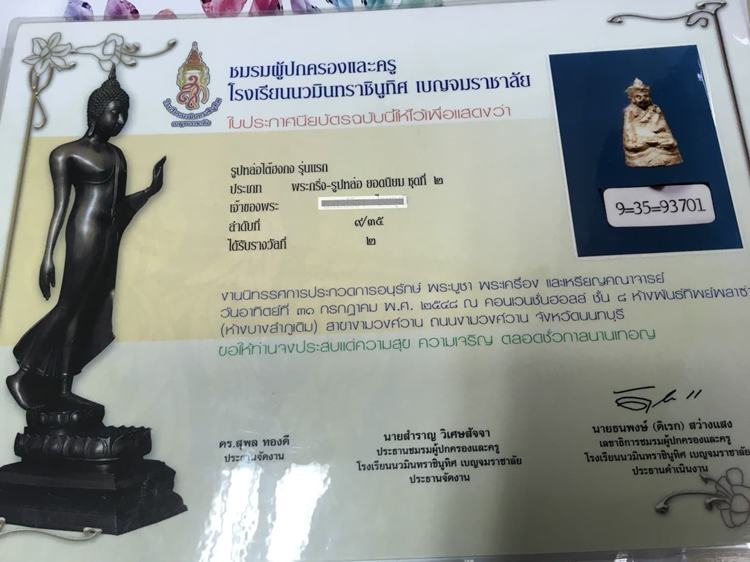 ชมรมผู้ปกครองและครู
โรงเรียนนวมินทราชินูทิศ เบญจมราชาลัย
ใบประกาศนียบัตรฉบับนี้ให้ไว้เพื่อแสดงว่า
รูปหล่อไต้ฮงกง รุ่นแรก
ประเภท พระกริ่ง-รูปหล่อ ยอดนิยม ชุดที่ ๒
เจ้าของพระ
ลำดับที่ ๙/๓๕
ได้รับรางวัลที่ ๒
9=35=93701
งานนิทรรศการประกวดการอนุรักษ์ พระบูชา พระเครื่อง และเหรียญคณาจารย์
วันอาทิตย์ที่ ๓๑ กรกฎาคม พ.ศ. ๒๕๔๘ ณ คอนเวนชั่นฮอลล์ ชั้น ๘ ห้างพันธุ์ทิพย์พลาซ่า
(ห้างบางลำภูเดิม) สาขางามวงศ์วาน ถนนงามวงศ์วาน จังหวัดนนทบุรี
ขอให้ท่านจงประสบแด่ความสุข ความเจริญ ตลอดชั่วกาลนานเทอญ
ดร.สุพล ทองดี
ประธานจัดงาน
นายสำราญ วิเศษสัจจา
ประธานชมรมผู้ปกครองและครู
โรงเรียนนวมินทราชินูทิศ เบญจมราชาลัย
ประธานจัดงาน
นายธนพงษ์ (ดิเรก) สว่างแสง
เลขาธิการชมรมผู้ปกครองและครู
โรงเรียนนวมินทราชินูทิศ เบญจมราชาลัย
ประธานดำเนินงาน